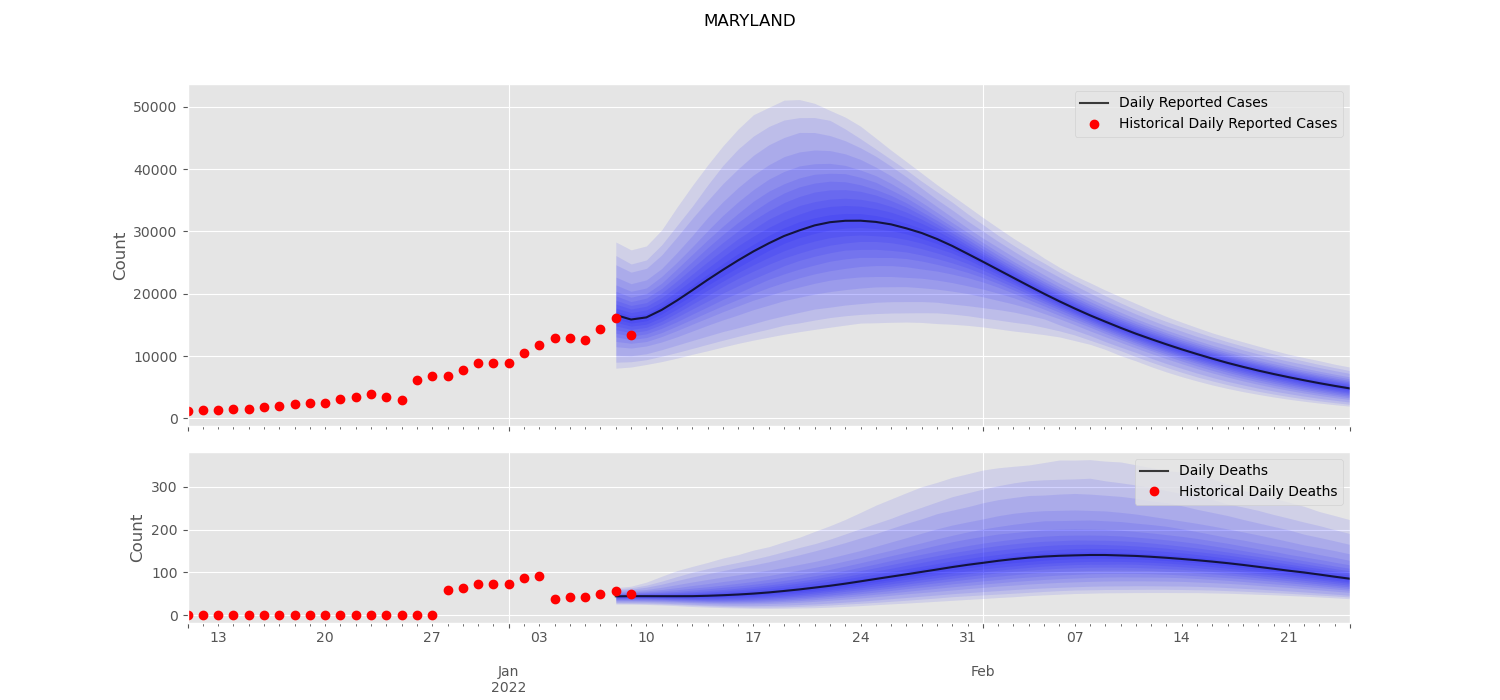 MARYLAND
50000
40000
30000
20000
10000
0
Count
Daily Reported Cases
Historical Daily Reported Cases
300
200
100
0
Count
Daily Deaths
Historical Daily Deaths
13 20 27 03 10 17 24 31 07 14 21
Jan Feb
2022